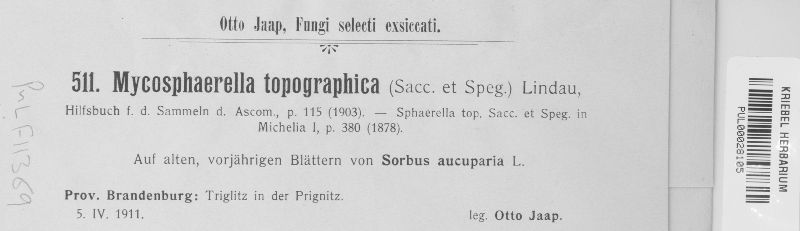 Otto Jaap, Fungi selecti exsiccati.
511. Mycosphaerella topographica (Sacc. et Speg.) Lindau,
Hilfsbuch f. d. Sammeln d. Ascom., p. 115 (1903). — Sphaerella top. Sacc. et Speg. in
Michelia I, p. 380 (1878).
Auf alten, vorjährigen Blättern von Sorbus aucuparia L.
Prov. Brandenburg: Triglitz in der Prignitz.
5. IV. 1911.
leg. Otto Jaap.
PUL F11369
KRIEBEL HERBARIUM
PUL00028105